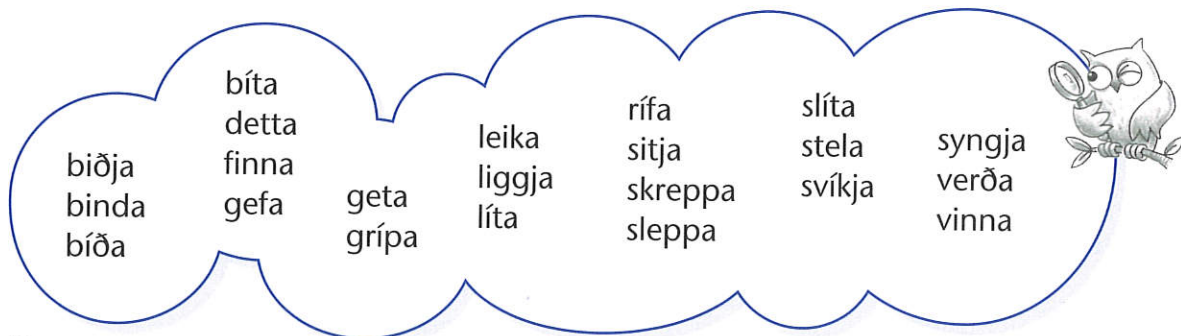 biðja
binda
bíða
bíta
detta
finna
gefa
geta
grípa
leika
liggja
líta
rífa
sitja
skreppa
sleppa
slíta
stela
svíkja
syngja
verða
vinna